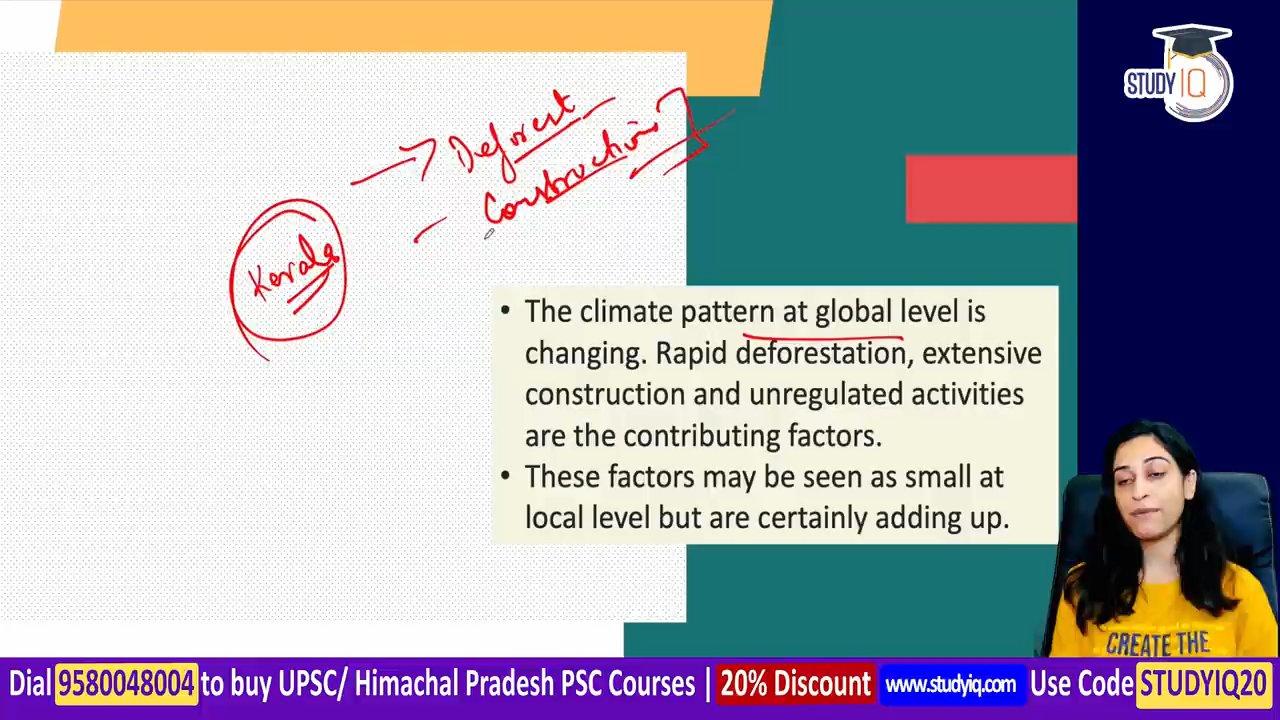 STUDY IQ
Deforest
Construction
Kerala
• The climate pattern at global level is
changing. Rapid deforestation, extensive
construction and unregulated activities
are the contributing factors.
• These factors may be seen as small at
local level but are certainly adding up.
CREATE THE
Dial 9580048004 to buy UPSC/ Himachal Pradesh PSC Courses | 20% Discount www.studyiq.com Use Code STUDYIQ20